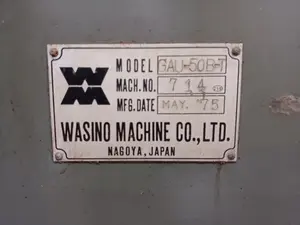 MODEL GAU-50B-T
MACH. NO. 714
MFG. DATE MAY. '75
WASINO MACHINE CO., LTD.
NAGOYA, JAPAN